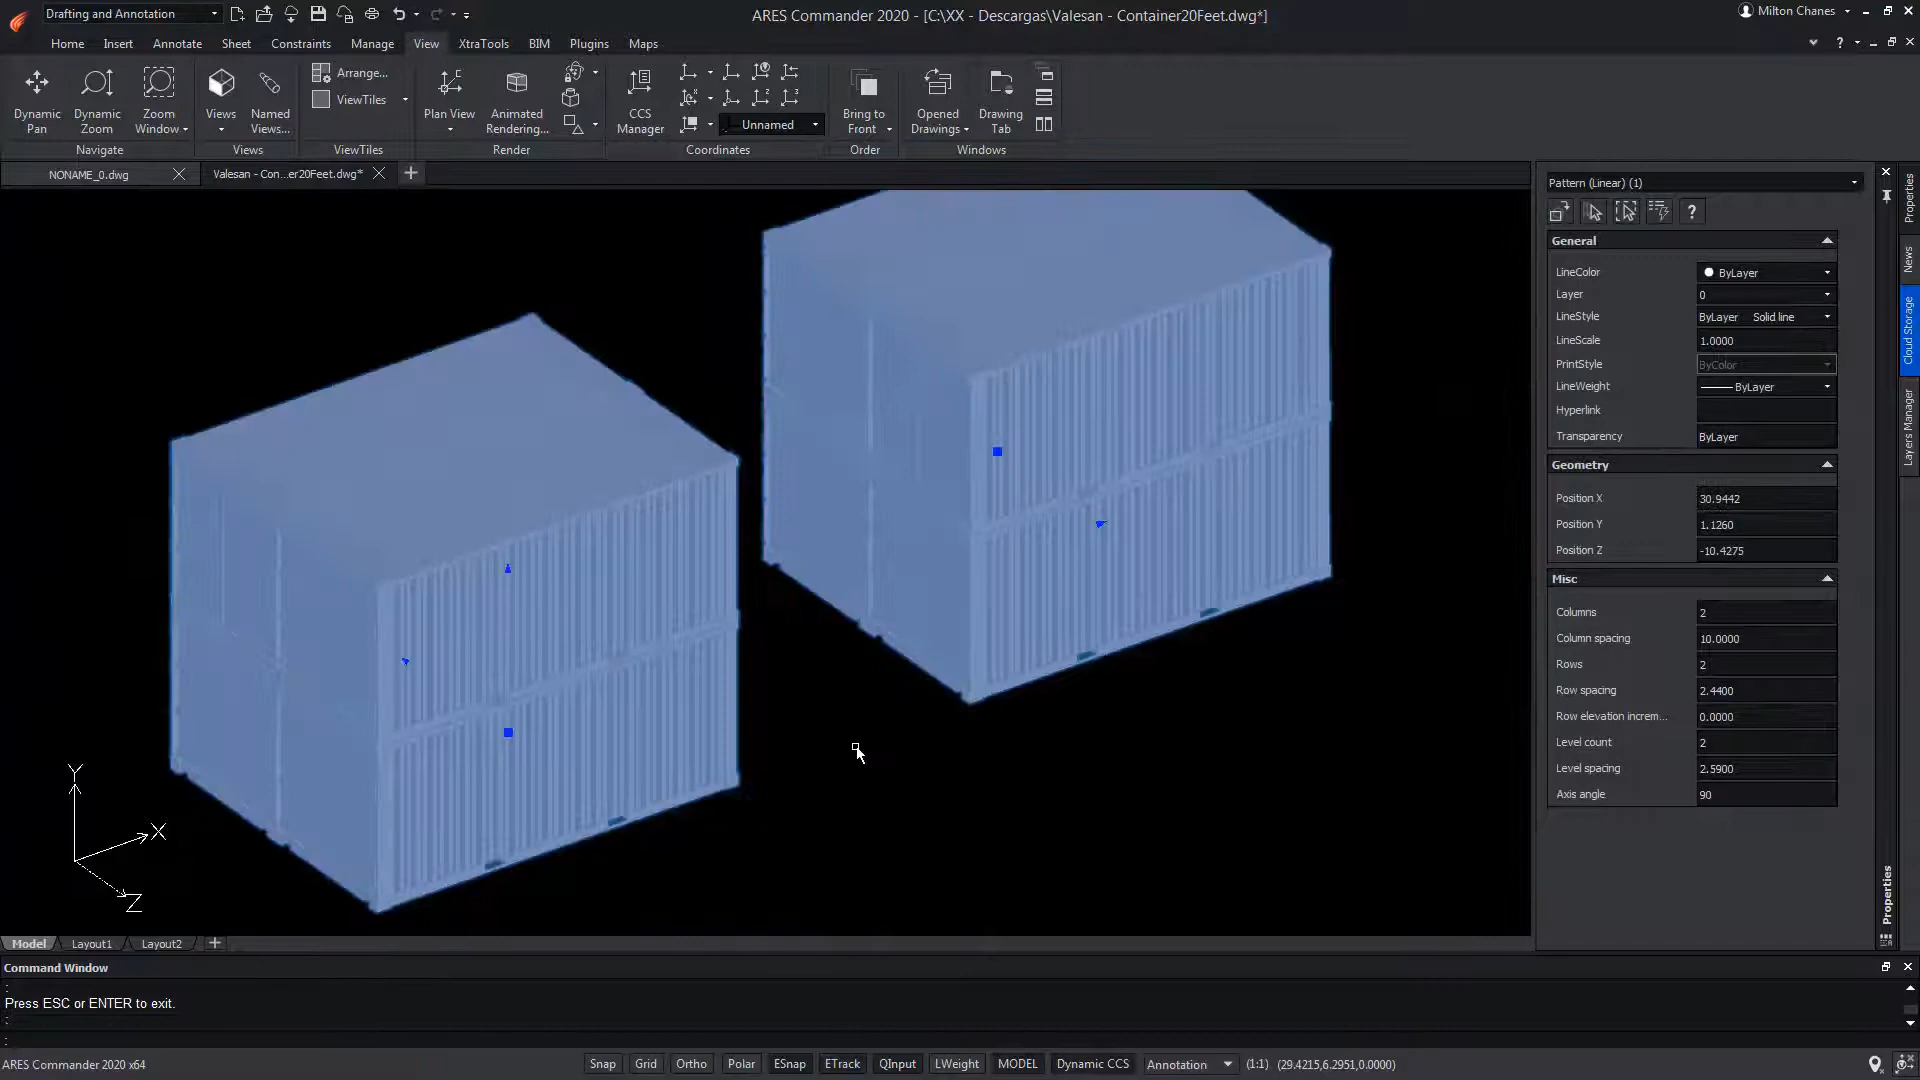 Drafting and Annotation
ARES Commander 2020 - [C:\XX - Descargas\Valesan - Container20Feet.dwg*]
Milton Chanes
Home Insert Annotate Sheet Constraints Manage View XtraTools BIM Plugins Maps
?
Dynamic Pan
Dynamic Zoom
Zoom Window
Views
Named Views...
Arrange...
ViewTiles
Plan View
Animated Rendering...
CCS Manager
Unnamed
Bring to Front
Opened Drawings
Drawing Tab
Navigate Views ViewTiles Render Coordinates Order Windows
NONAME_0.dwg
Valesan - Con...er20Feet.dwg*
Pattern (Linear) (1)
?
General
LineColor ByLayer
Layer 0
LineStyle ByLayer Solid line
LineScale 1.0000
PrintStyle ByColor
LineWeight ByLayer
Hyperlink
Transparency ByLayer
Geometry
Position X 30.9442
Position Y 1.1260
Position Z -10.4275
Misc
Columns 2
Column spacing 10.0000
Rows 2
Row spacing 2.4400
Row elevation increm... 0.0000
Level count 2
Level spacing 2.5900
Axis angle 90
Properties
Properties
News
Cloud Storage
Layers Manager
Y
X
Z
Model Layout1 Layout2
Command Window
:
Press ESC or ENTER to exit.
:
:
ARES Commander 2020 x64
Snap Grid Ortho Polar ESnap ETrack QInput LWeight MODEL Dynamic CCS Annotation (1:1) (29.4215,6.2951,0.0000)